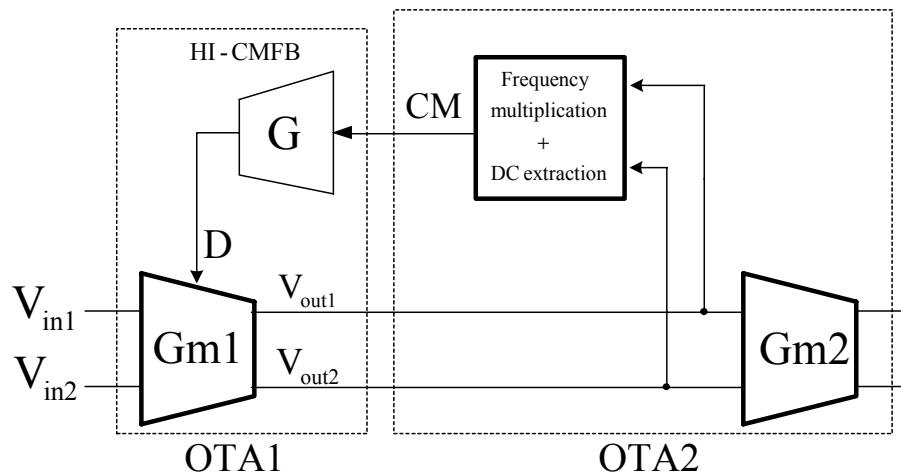 HI - CMFB
G
CM
Frequency
multiplication
+
DC extraction
D
Vin1
Vin2
Gm1
Vout1
Vout2
Gm2
OTA1
OTA2